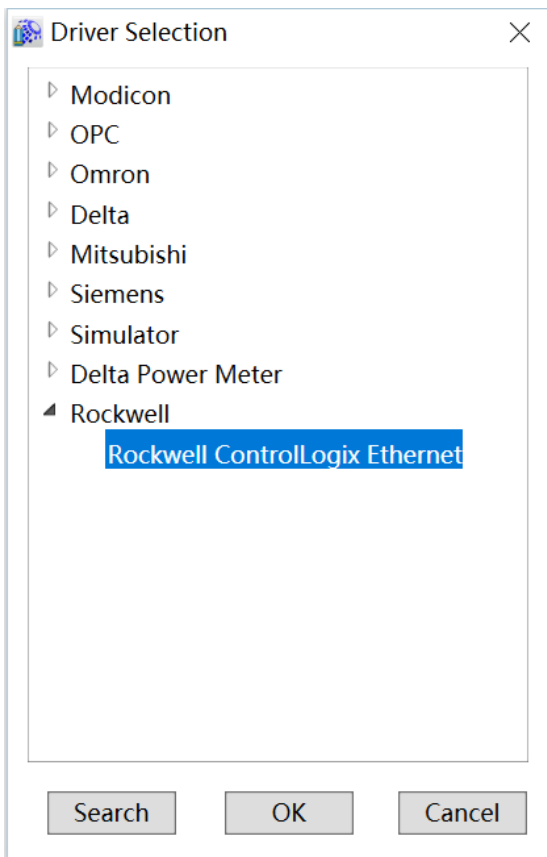 Driver Selection
Modicon
OPC
Omron
Delta
Mitsubishi
Siemens
Simulator
Delta Power Meter
Rockwell
Rockwell ControlLogix Ethernet
Search OK Cancel